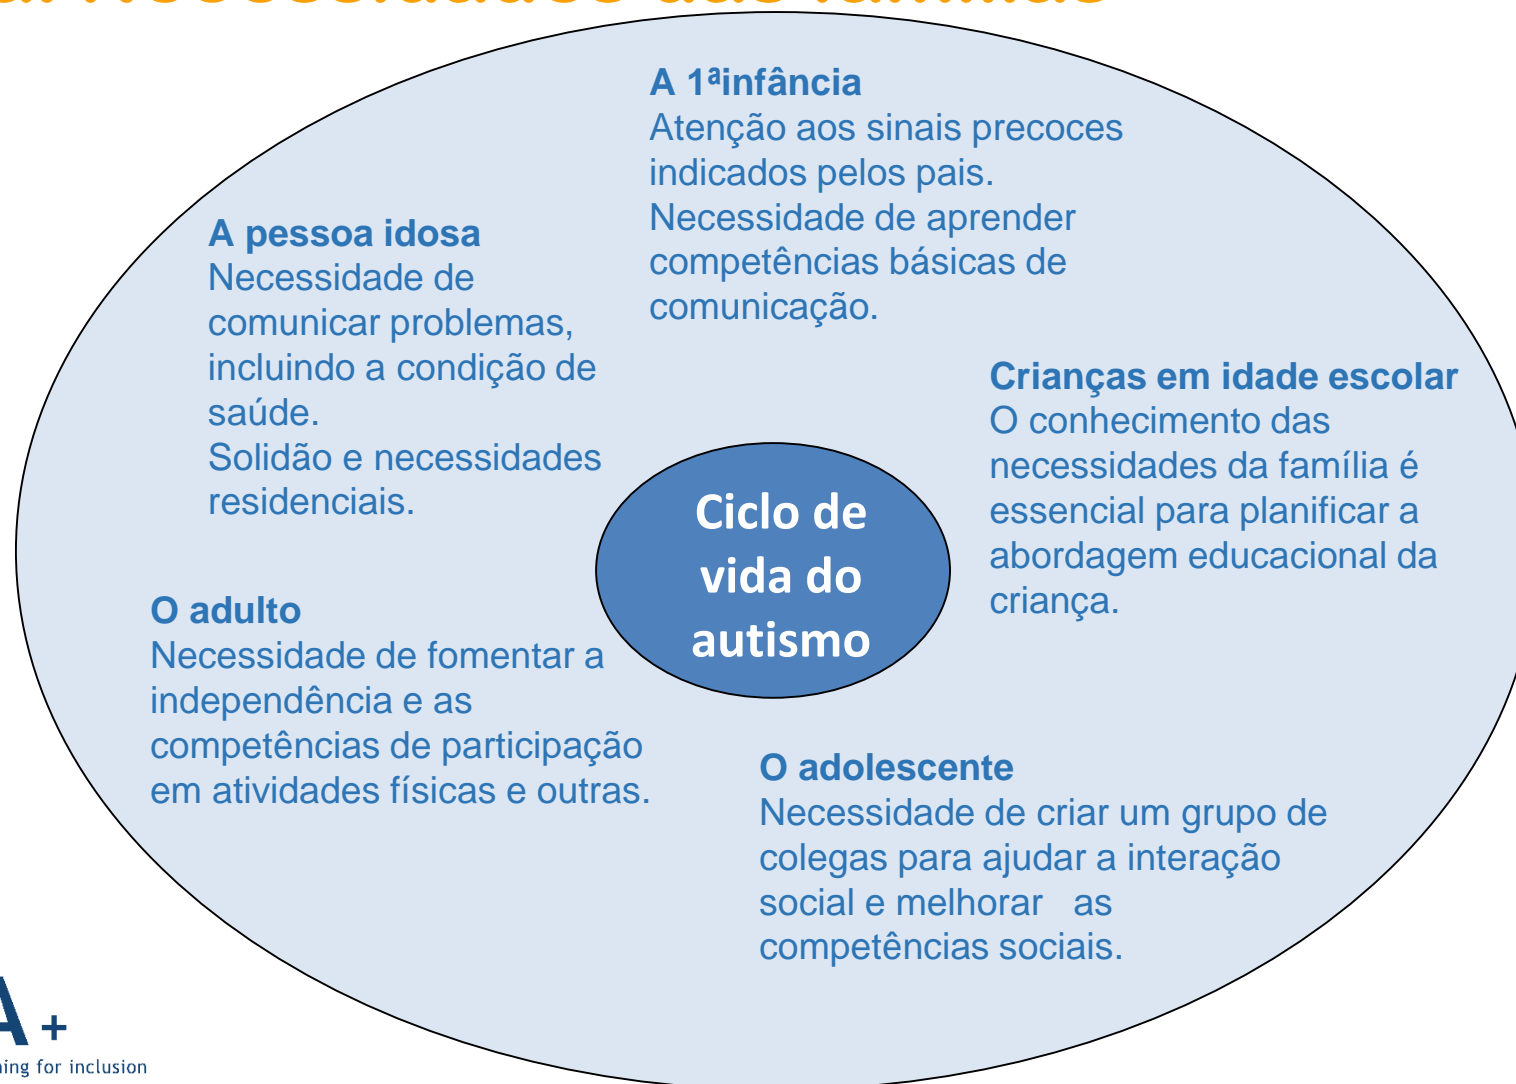 necessidades das famílias
A 1ªinfância
Atenção aos sinais precoces
indicados pelos pais.
Necessidade de aprender
competências básicas de
comunicação.
A pessoa idosa
Necessidade de
comunicar problemas,
incluindo a condição de
saúde.
Solidão e necessidades
residenciais.
Crianças em idade escolar
O conhecimento das
necessidades da família é
essencial para planificar a
abordagem educacional da
criança.
Ciclo de
vida do
autismo
O adulto
Necessidade de fomentar a
independência e as
competências de participação
em atividades físicas e outras.
O adolescente
Necessidade de criar um grupo de
colegas para ajudar a interação
social e melhorar   as
competências sociais.
A +
for inclusion